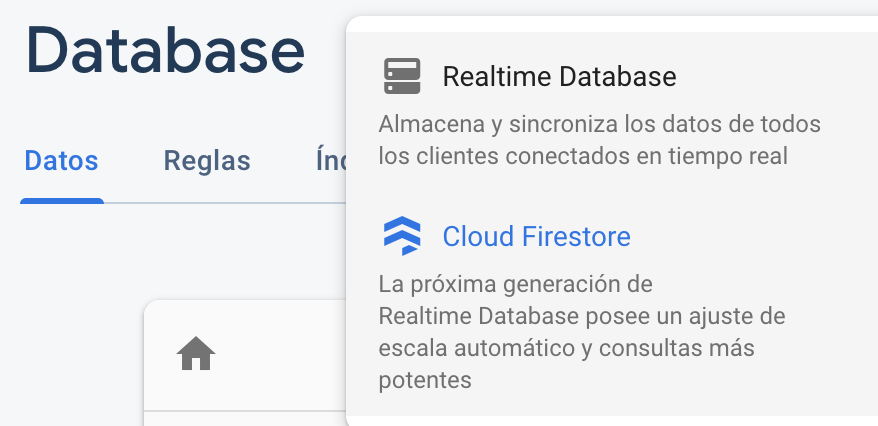 Database
Datos
Reglas
Realtime Database
Almacena y sincroniza los datos de todos
los clientes conectados en tiempo real
Cloud Firestore
La próxima generación de
Realtime Database posee un ajuste de
escala automático y consultas más
potentes